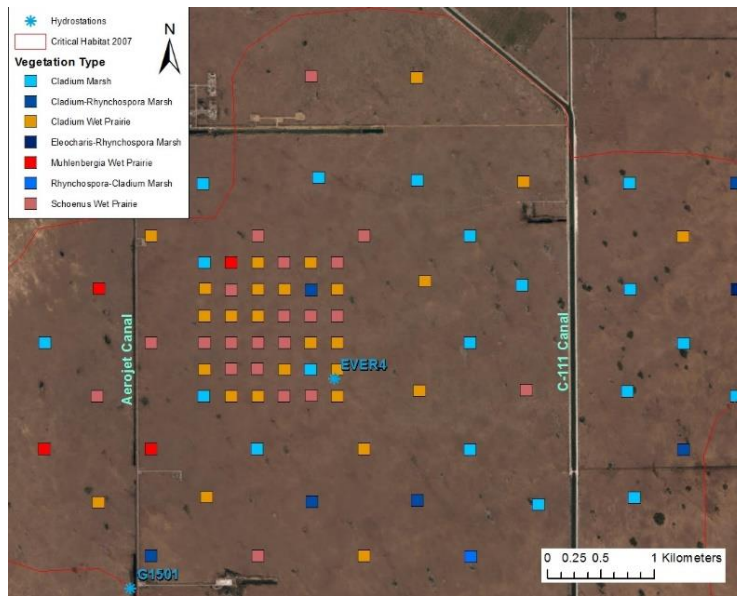 Hydrostations
Critical Habitat 2007
N
Vegetation Type
Cladium Marsh
Cladium-Rhynchospora Marsh
Cladium Wet Prairie
Eleocharis-Rhynchospora Marsh
Muhlenbergia Wet Prairie
Rhynchospora-Cladium Marsh
Schoenus Wet Prairie
Aerojet Canal
C-111 Canal
EVER4
G1501
0 0.25 0.5 1 Kilometers